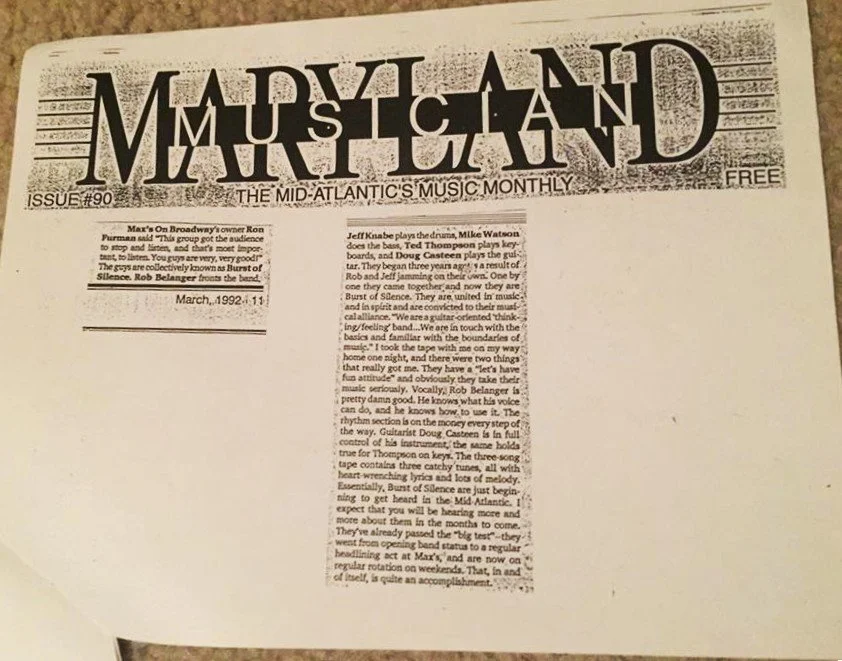 MARYLAND
MUSICIAN
ISSUE #90
THE MID-ATLANTIC'S MUSIC MONTHLY
FREE
Max's On Broadway's owner Ron
Furman said "This group got the audience
to stop and listen, and that's most impor-
tant, to listen. You guys are very, very good!"
The guys are collectively known as Burst of
Silence. Rob Belanger fronts the band,
March, 1992 11
Jeff Knabe plays the drums, Mike Watson
does the bass, Ted Thompson plays key-
boards, and Doug Casteen plays the gui-
tar. They began three years ago as a result of
Rob and Jeff jamming on their own. One by
one they came together and now they are
Burst of Silence. They are united in music
and in spirit and are convicted to their musi-
cal alliance. "We are a guitar-oriented 'think-
ing/feeling' band...We are in touch with the
basics and familiar with the boundaries of
music." I took the tape with me on my way
home one night, and there were two things
that really got me. They have a "let's have
fun attitude" and obviously they take their
music seriously. Vocally, Rob Belanger is
pretty damn good. He knows what his voice
can do, and he knows how to use it. The
rhythm section is on the money every step of
the way. Guitarist Doug Casteen is in full
control of his instrument, the same holds
true for Thompson on keys. The three-song
tape contains three catchy tunes, all with
heart-wrenching lyrics and lots of melody.
Essentially, Burst of Silence are just begin-
ning to get heard in the Mid-Atlantic. I
expect that you will be hearing more and
more about them in the months to come.
They've already passed the "big test"--they
went from opening band status to a regular
headlining act at Max's, and are now on
regular rotation on weekends. That, in and
of itself, is quite an accomplishment.